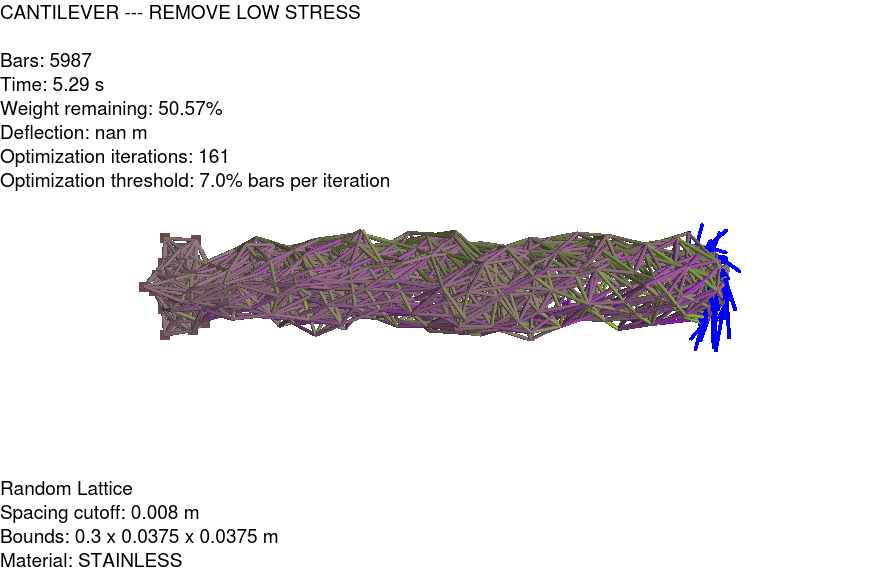 CANTILEVER --- REMOVE LOW STRESS
Bars: 5987
Time: 5.29 s
Weight remaining: 50.57%
Deflection: nan m
Optimization iterations: 161
Optimization threshold: 7.0% bars per iteration
Random Lattice
Spacing cutoff: 0.008 m
Bounds: 0.3 x 0.0375 x 0.0375 m
Material: STAINLESS